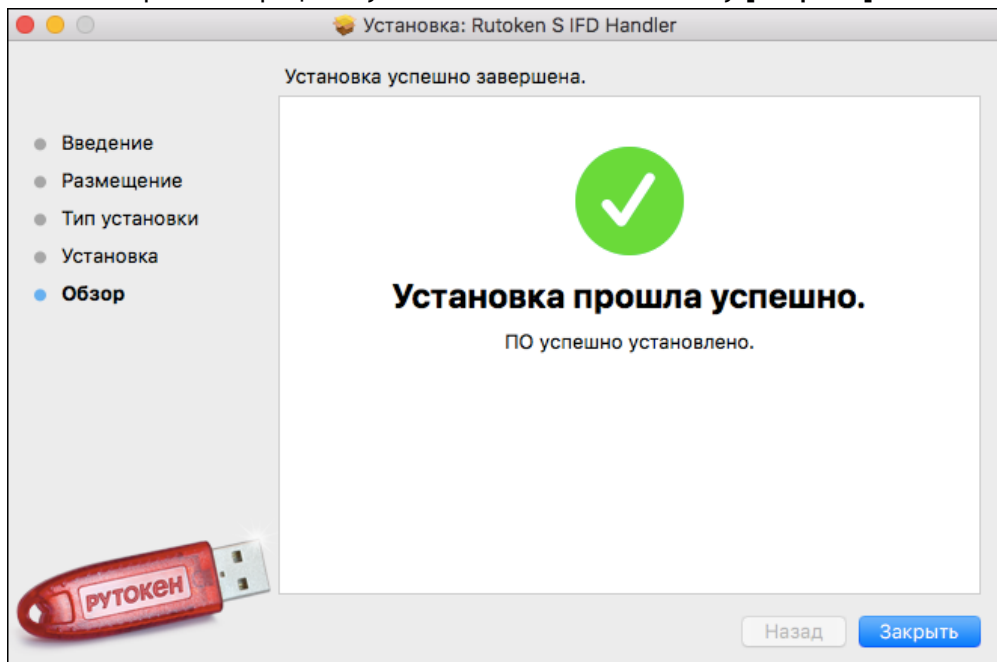 Установка: Rutoken S IFD Handler
Установка успешно завершена.
Введение
Размещение
Тип установки
Установка
Обзор
Установка прошла успешно.
ПО успешно установлено.
РУТОКЕН
Назад
Закрыть